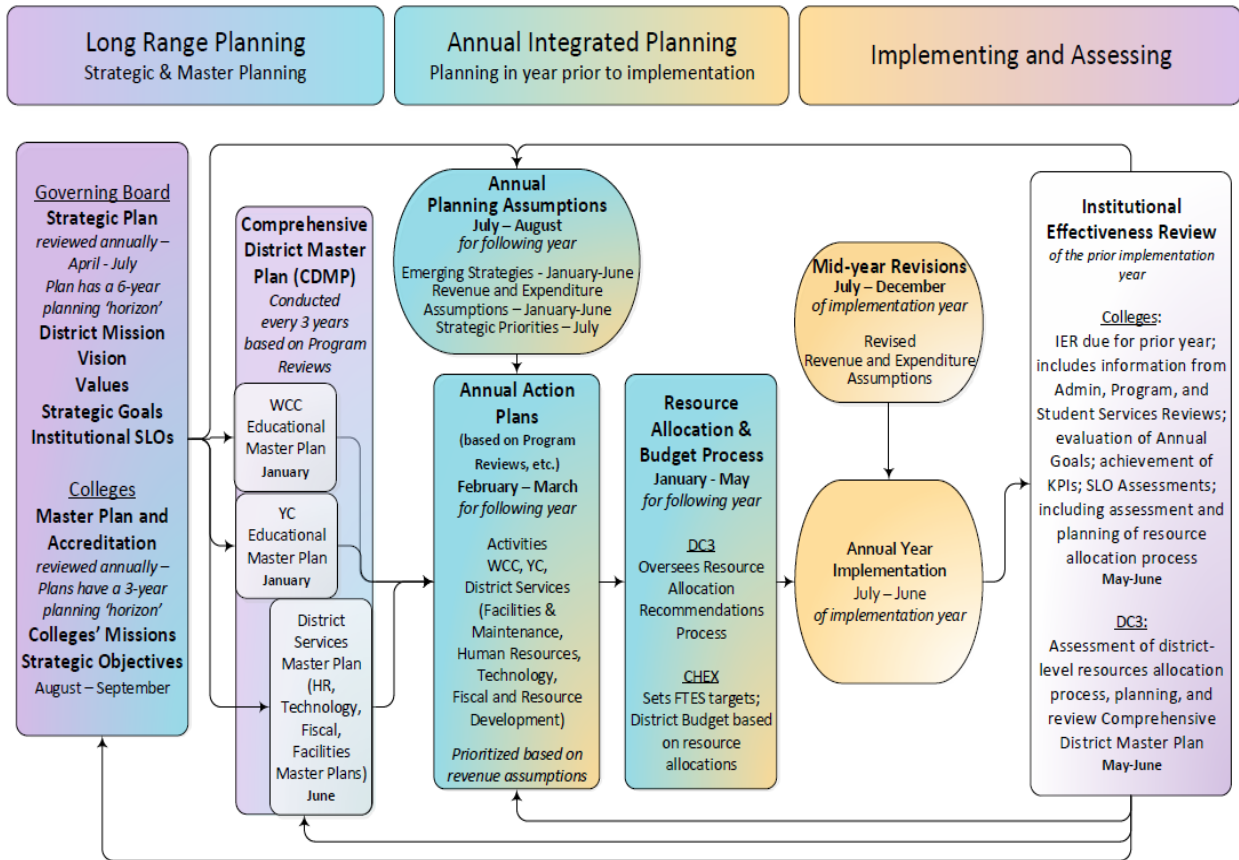 Long Range Planning
Strategic & Master Planning
Annual Integrated Planning
Planning in year prior to implementation
Implementing and Assessing
Governing Board
Strategic Plan
reviewed annually –
April - July
Plan has a 6-year
planning ‘horizon’
District Mission
Vision
Values
Strategic Goals
Institutional SLOs
Colleges
Master Plan and
Accreditation
reviewed annually –
Plans have a 3-year
planning ‘horizon’
Colleges’ Missions
Strategic Objectives
August – September
Comprehensive
District Master
Plan (CDMP)
Conducted
every 3 years
based on Program
Reviews
WCC
Educational
Master Plan
January
YC
Educational
Master Plan
January
District
Services
Master Plan
(HR,
Technology,
Fiscal,
Facilities
Master Plans)
June
Annual
Planning Assumptions
July – August
for following year
Emerging Strategies - January-June
Revenue and Expenditure
Assumptions – January-June
Strategic Priorities – July
Annual Action
Plans
(based on Program
Reviews, etc.)
February – March
for following year
Activities
WCC, YC,
District Services
(Facilities &
Maintenance,
Human Resources,
Technology,
Fiscal and Resource
Development)
Prioritized based on
revenue assumptions
Resource
Allocation &
Budget Process
January - May
for following year
DC3
Oversees Resource
Allocation
Recommendations
Process
CHEX
Sets FTES targets;
District Budget based
on resource
allocations
Mid-year Revisions
July – December
of implementation year
Revised
Revenue and Expenditure
Assumptions
Annual Year
Implementation
July – June
of implementation year
Institutional
Effectiveness Review
of the prior implementation
year
Colleges:
IER due for prior year;
includes information from
Admin, Program, and
Student Services Reviews;
evaluation of Annual
Goals; achievement of
KPIs; SLO Assessments;
including assessment and
planning of resource
allocation process
May-June
DC3:
Assessment of district-
level resources allocation
process, planning, and
review Comprehensive
District Master Plan
May-June